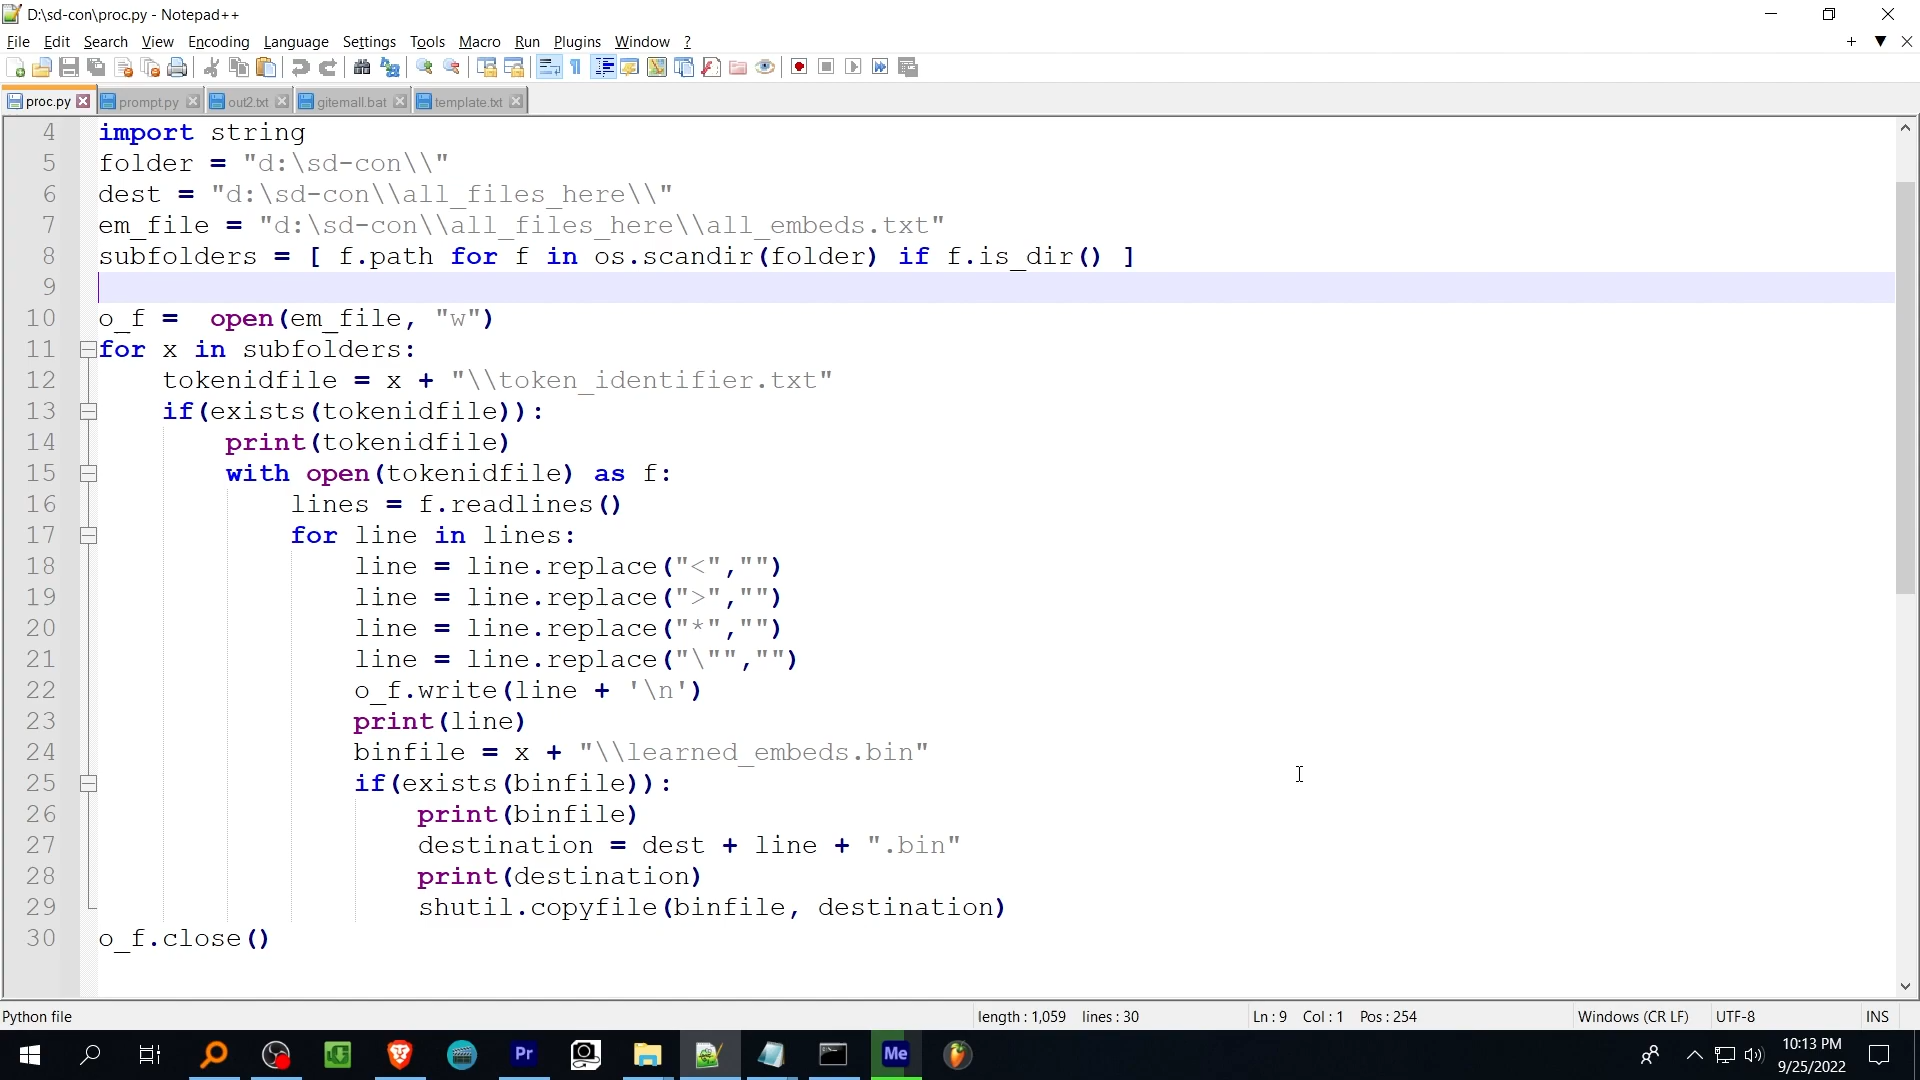 D:\sd-con\proc.py - Notepad++
File Edit Search View Encoding Language Settings Tools Macro Run Plugins Window ?
proc.py prompt.py out2.txt gitemall.bat template.txt
4 import string
5 folder = "d:\sd-con\\"
6 dest = "d:\sd-con\\all_files_here\\"
7 em_file = "d:\sd-con\\all_files_here\\all_embeds.txt"
8 subfolders = [ f.path for f in os.scandir(folder) if f.is_dir() ]
9
10 o_f =  open(em_file, "w")
11 for x in subfolders:
12     tokenidfile = x + "\\token_identifier.txt"
13     if(exists(tokenidfile)):
14         print(tokenidfile)
15         with open(tokenidfile) as f:
16             lines = f.readlines()
17             for line in lines:
18                 line = line.replace("<","")
19                 line = line.replace(">","")
20                 line = line.replace("*","")
21                 line = line.replace("\"","")
22                 o_f.write(line + '\n')
23                 print(line)
24                 binfile = x + "\\learned_embeds.bin"
25                 if(exists(binfile)):
26                     print(binfile)
27                     destination = dest + line + ".bin"
28                     print(destination)
29                     shutil.copyfile(binfile, destination)
30 o_f.close()
Python file length : 1,059 lines : 30 Ln : 9 Col : 1 Pos : 254 Windows (CR LF) UTF-8 INS
Pr Me
10:13 PM
9/25/2022